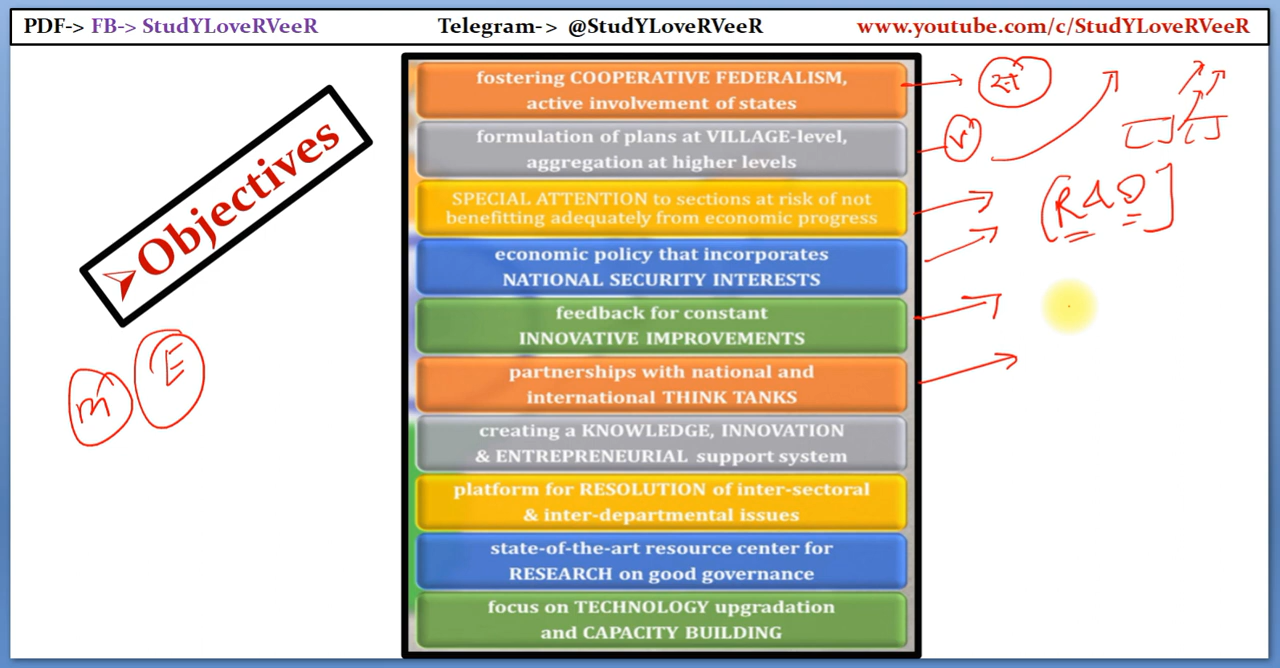 PDF-> FB-> StudYLoveRVeeR Telegram-> @StudYLoveRVeeR www.youtube.com/c/StudYLoveRVeeR
Objectives
fostering COOPERATIVE FEDERALISM,
active involvement of states
formulation of plans at VILLAGE-level,
aggregation at higher levels
SPECIAL ATTENTION to sections at risk of not
benefitting adequately from economic progress
economic policy that incorporates
NATIONAL SECURITY INTERESTS
feedback for constant
INNOVATIVE IMPROVEMENTS
partnerships with national and
international THINK TANKS
creating a KNOWLEDGE, INNOVATION
& ENTREPRENEURIAL support system
platform for RESOLUTION of inter-sectoral
& inter-departmental issues
state-of-the-art resource center for
RESEARCH on good governance
focus on TECHNOLOGY upgradation
and CAPACITY BUILDING
R&D
E
m